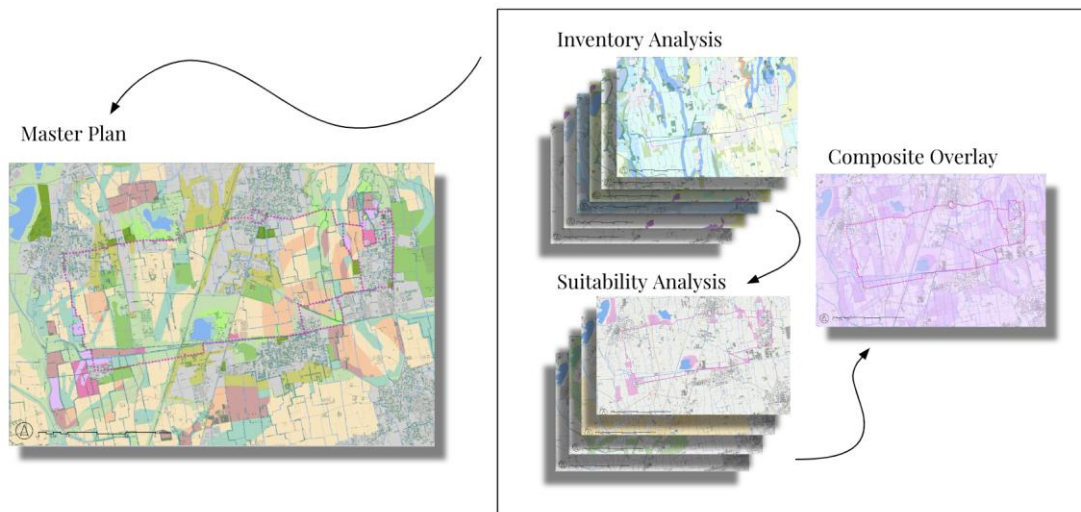 Inventory Analysis
Master Plan
Composite Overlay
Suitability Analysis